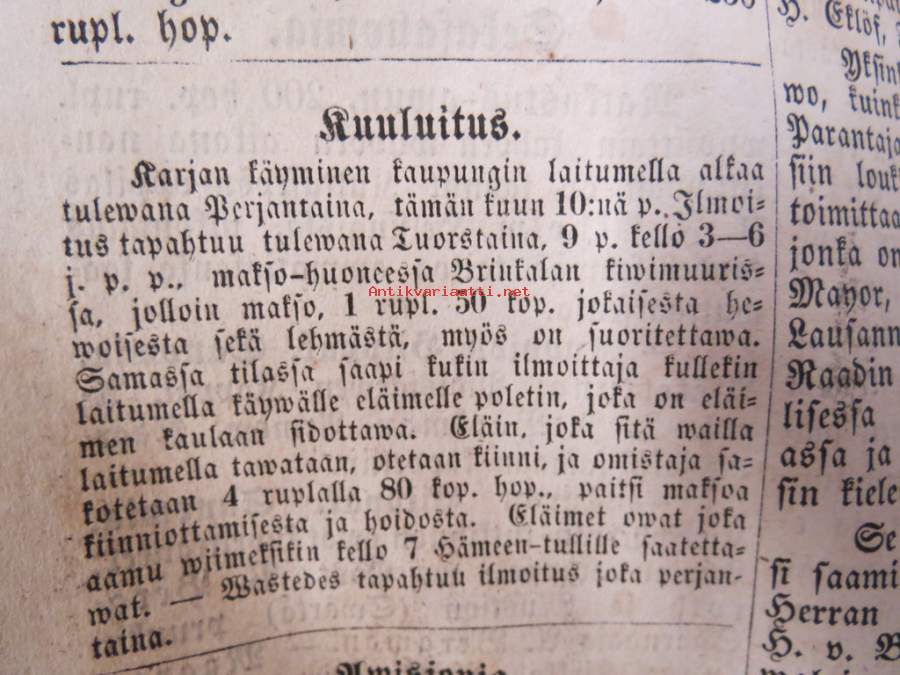 rupl. hop.
Kuuluitus.
Karjan käyminen kaupungin laitumella alkaa
tulewana Perjantaina, tämän kuun 10:nä p. Ilmoi=
tus tapahtuu tulewana Tuorstaina, 9 p. kello 3—6
j. p. p., makso-huoneessa Brinkalan kiwimuuris=
sa, jolloin makso, 1 rupl. 50 kop. jokaisesta he=
woisesta sekä lehmästä, myös on suoritettawa.
Samassa tilassa saapi kukin ilmoittaja kullekin
laitumella käywälle eläimelle poletin, joka on eläi=
men kaulaan sidottawa. Eläin, joka sitä wailla
laitumella tawataan, otetaan kiinni, ja omistaja sa=
kotetaan 4 ruplalla 80 kop. hop., paitsi maksoa
kiinniottamisesta ja hoidosta. Eläimet owat joka
aamu wiimeksikin kello 7 Hämeen-tullille saatetta=
wat. — Wastedes tapahtuu ilmoitus joka perjan-
taina.
Antikvariaatti.net
H. Eklöf,
Yksink
wo, kuink
Parantaja
siin louk
toimittaa
jonka on
Mayor,
Lausann
Raadin
lisessa
assa ja
sin kiele
Se
si saami
Herran
H. v. B